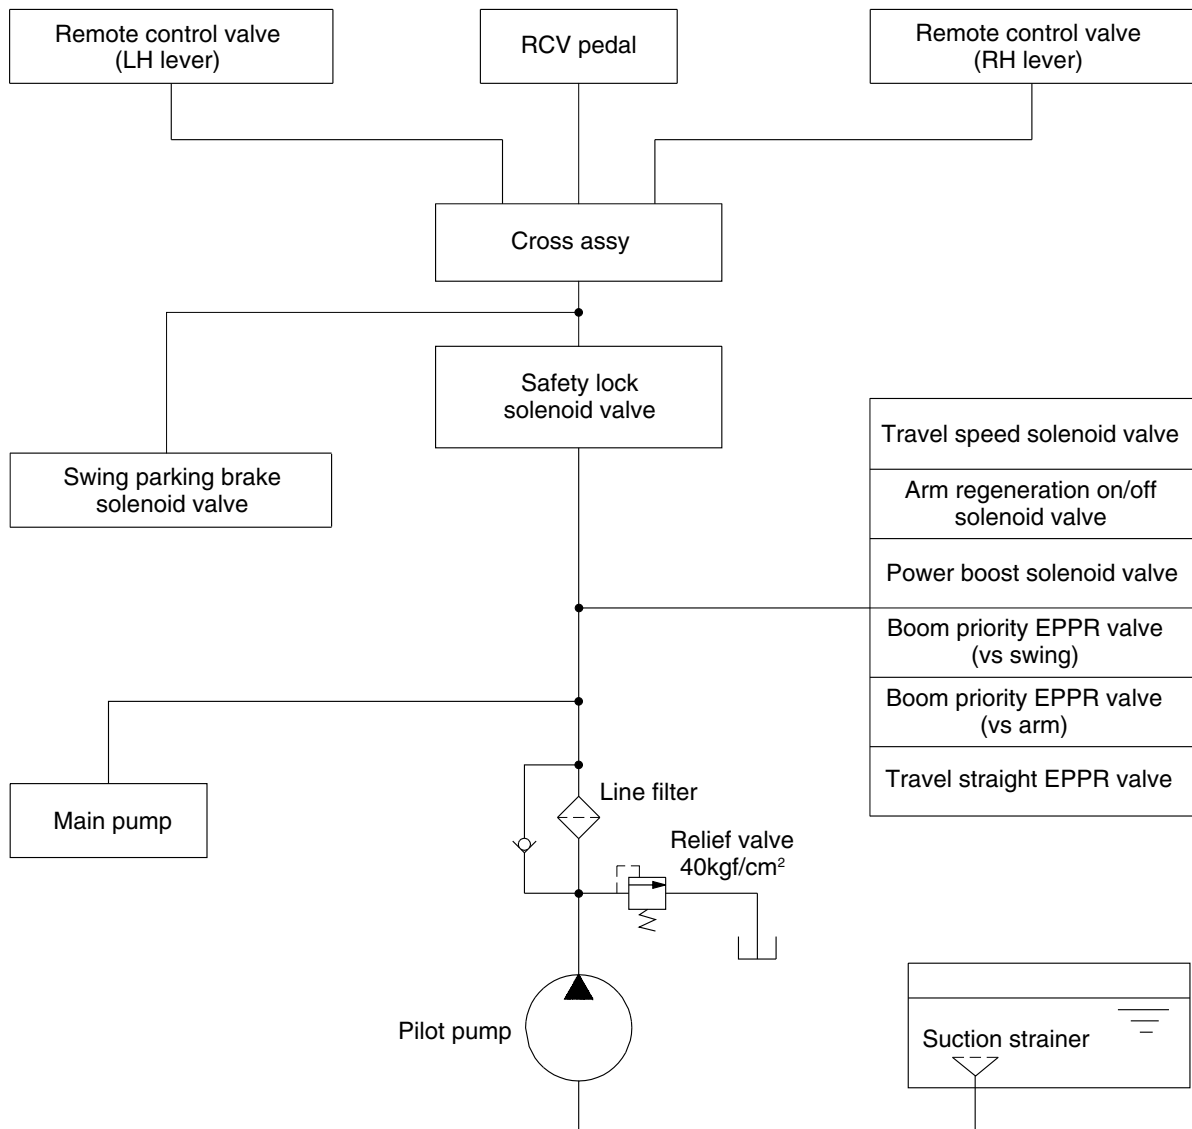 Remote control valve
(LH lever)
RCV pedal
Remote control valve
(RH lever)
Cross assy
Safety lock
solenoid valve
Swing parking brake
solenoid valve
Travel speed solenoid valve
Arm regeneration on/off
solenoid valve
Power boost solenoid valve
Boom priority EPPR valve
(vs swing)
Boom priority EPPR valve
(vs arm)
Travel straight EPPR valve
Main pump
Line filter
Relief valve
40kgf/cm²
Pilot pump
Suction strainer